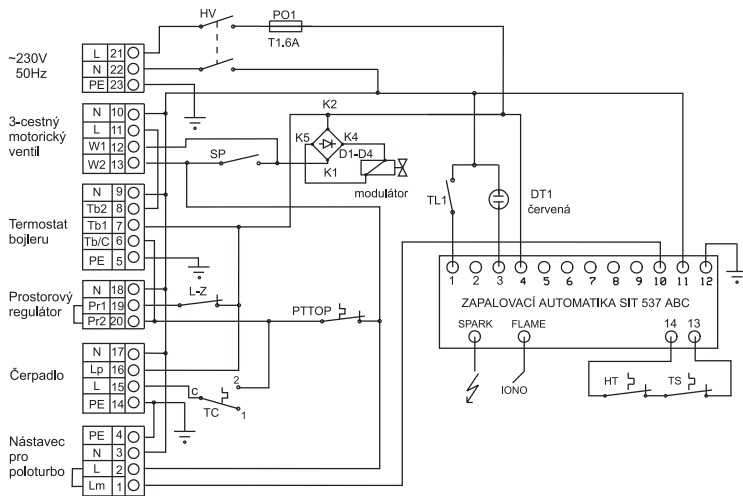 HV
PO1
T1.6A
~230V
50Hz
L 21
N 22
PE 23
3-cestný
motorický
ventil
N 10
L 11
W1 12
W2 13
SP
K2
K5
K4
D1-D4
K1
modulátor
TL1
DT1
červená
Termostat
bojleru
N 9
Tb2 8
Tb1 7
Tb/C 6
PE 5
Prostorový
regulátor
N 18
Pr1 19
Pr2 20
L-Z
PTTOP
1 2 3 4 5 6 7 8 9 10 11 12
ZAPALOVACÍ AUTOMATIKA SIT 537 ABC
SPARK
FLAME
14
13
IONO
HT
TS
Čerpadlo
N 17
Lp 16
L 15
PE 14
C
2
TC
1
Nástavec
pro
poloturbo
PE 4
N 3
L 2
Lm 1